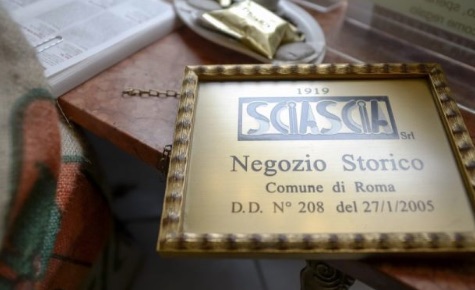 1919
SCIASCIA
Srl
Negozio Storico
Comune di Roma
D.D. N° 208 del 27/1/2005